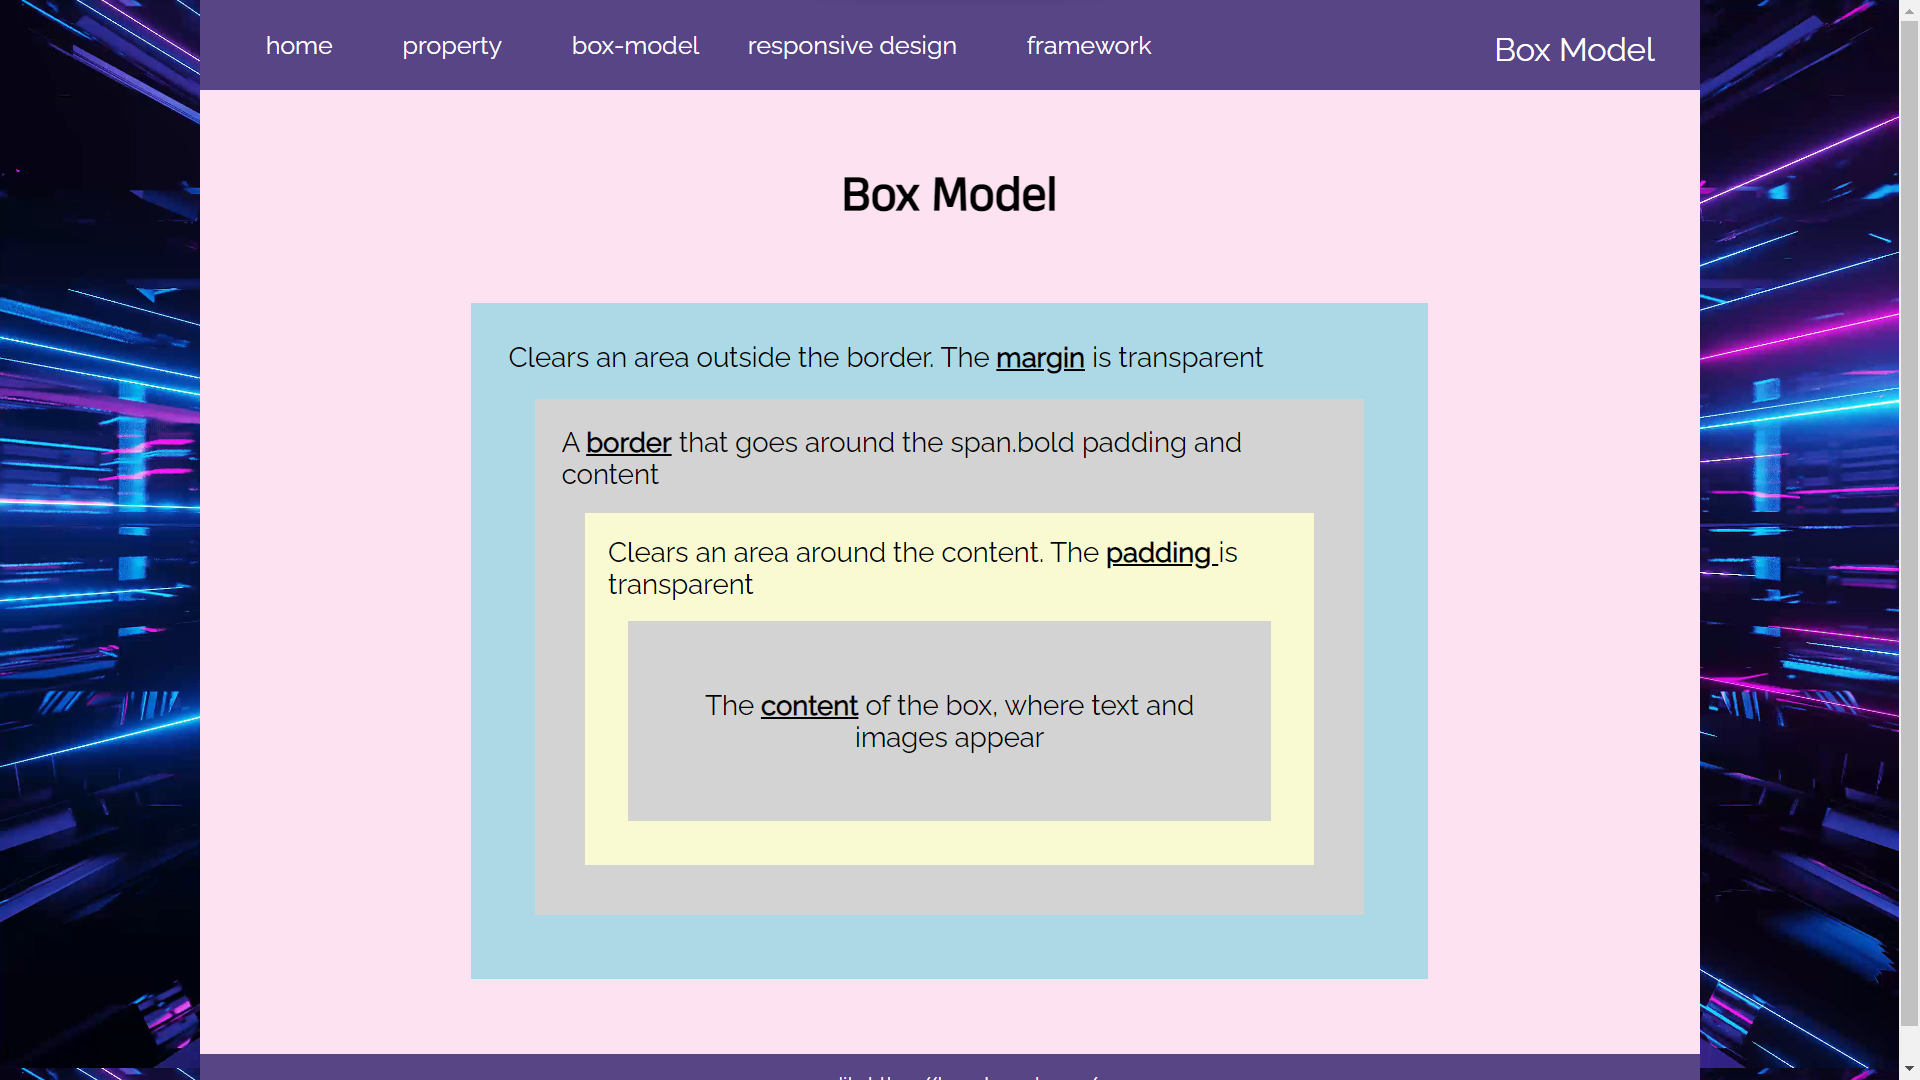 home property box-model responsive design framework Box Model
Box Model
Clears an area outside the border. The margin is transparent
A border that goes around the span.bold padding and
content
Clears an area around the content. The padding is
transparent
The content of the box, where text and
images appear